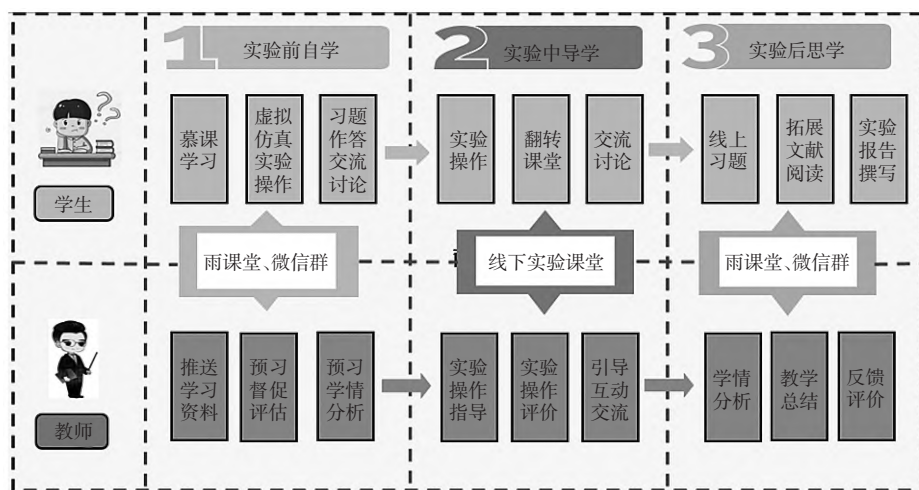 1 实验前自学
2 实验中导学
3 实验后思学
? ? ?
学生
慕课
学习
虚拟
仿真
实验
操作
习题
作答
交流
讨论
实验
操作
翻转
课堂
交流
讨论
线上
习题
拓展
文献
阅读
实验
报告
撰写
雨课堂、微信群
线下实验课堂
雨课堂、微信群
教师
推送
学习
资料
预习
督促
评估
预习
学情
分析
实验
操作
指导
实验
操作
评价
引导
互动
交流
学情
分析
教学
总结
反馈
评价